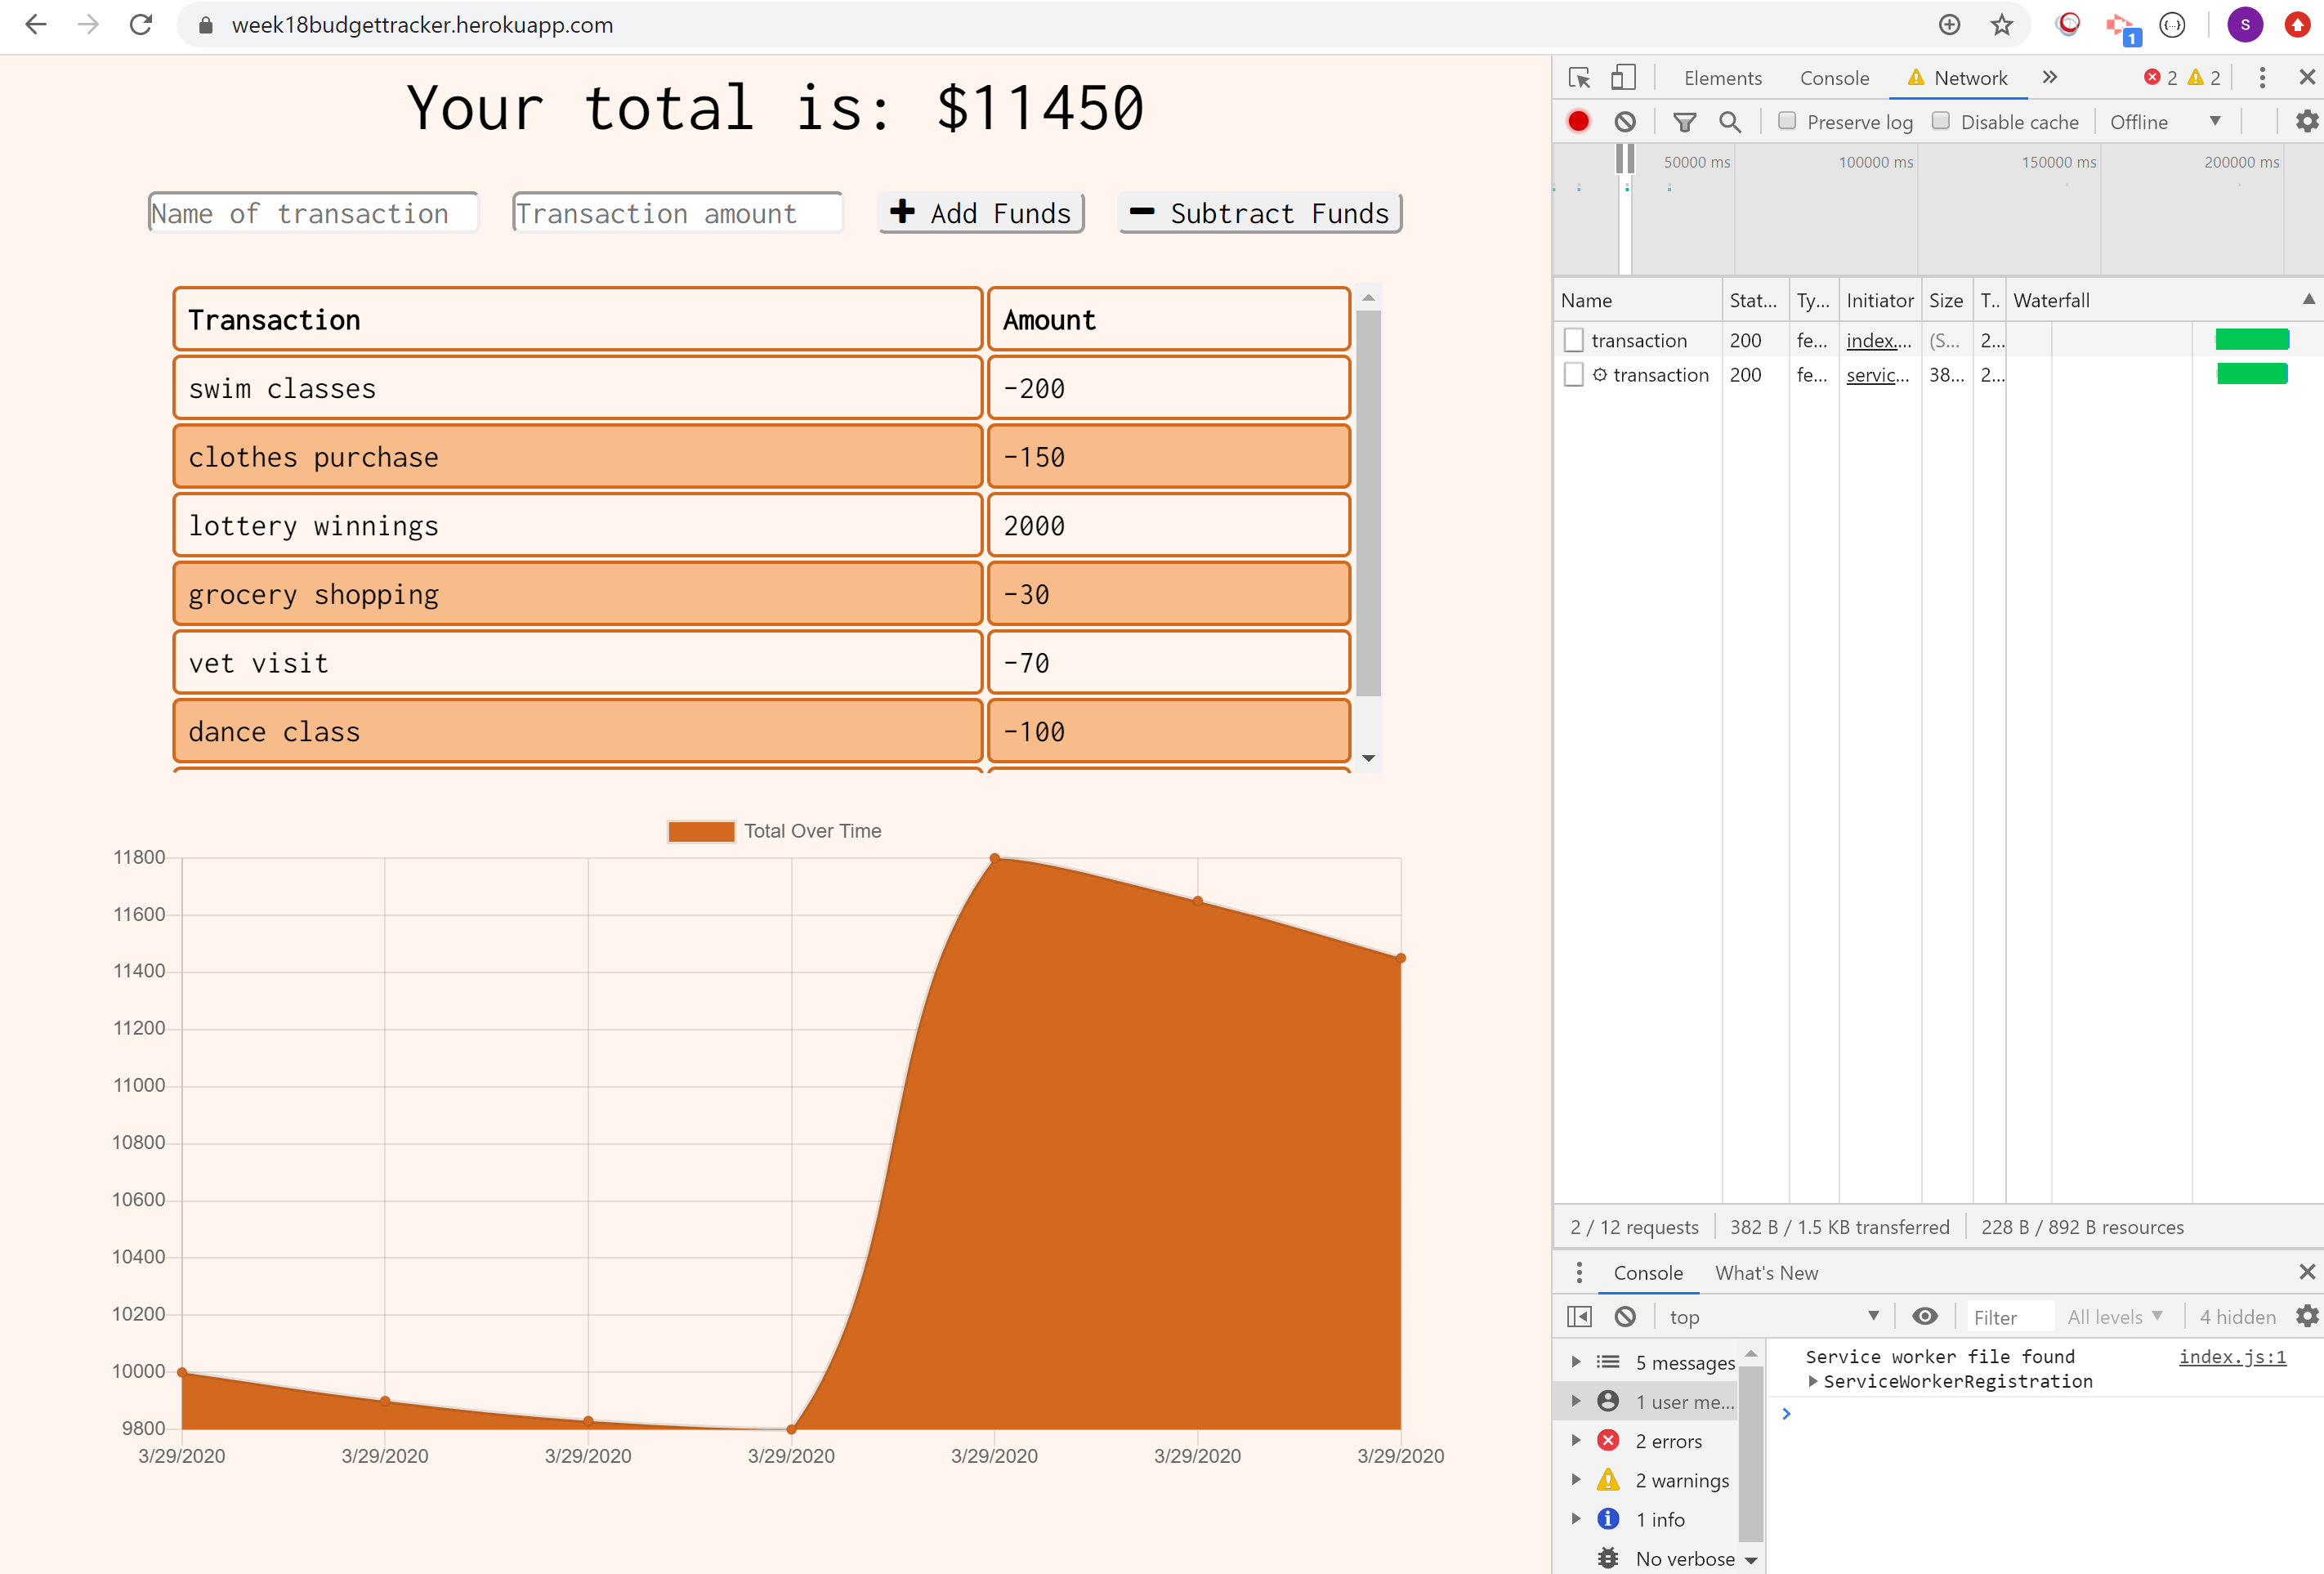 week18budgettracker.herokuapp.com
1
S
Your total is: $11450
Name of transaction
Transaction amount
Add Funds
Subtract Funds
Transaction Amount
swim classes -200
clothes purchase -150
lottery winnings 2000
grocery shopping -30
vet visit -70
dance class -100
Total Over Time
11800
11600
11400
11200
11000
10800
10600
10400
10200
10000
9800
3/29/2020 3/29/2020 3/29/2020 3/29/2020 3/29/2020 3/29/2020 3/29/2020
Elements Console Network 2 2
Preserve log Disable cache Offline
50000 ms 100000 ms 150000 ms 200000 ms
Name Stat... Ty... Initiator Size T.. Waterfall
transaction 200 fe... index.... (S... 2...
transaction 200 fe... servic... 38... 2...
2 / 12 requests 382 B / 1.5 KB transferred 228 B / 892 B resources
Console What's New
top Filter All levels 4 hidden
5 messages
1 user me...
2 errors
2 warnings
1 info
No verbose
Service worker file found index.js:1
ServiceWorkerRegistration